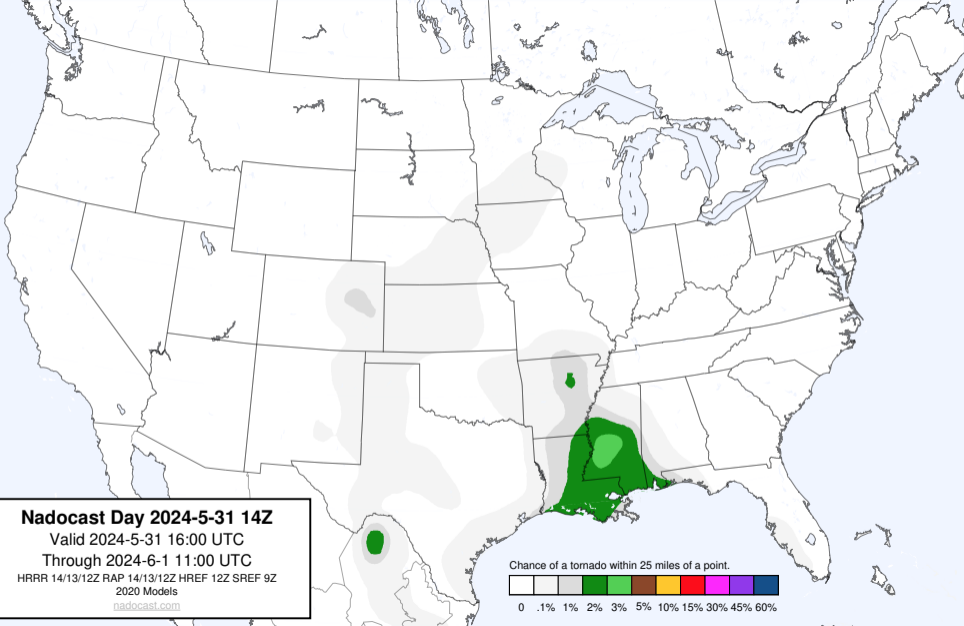 Nadocast Day 2024-5-31 14Z
Valid 2024-5-31 16:00 UTC
Through 2024-6-1 11:00 UTC
HRRR 14/13/12Z RAP 14/13/12Z HREF 12Z SREF 9Z
2020 Models
nadocast.com
Chance of a tornado within 25 miles of a point.
0 .1% 1% 2% 3% 5% 10% 15% 30% 45% 60%